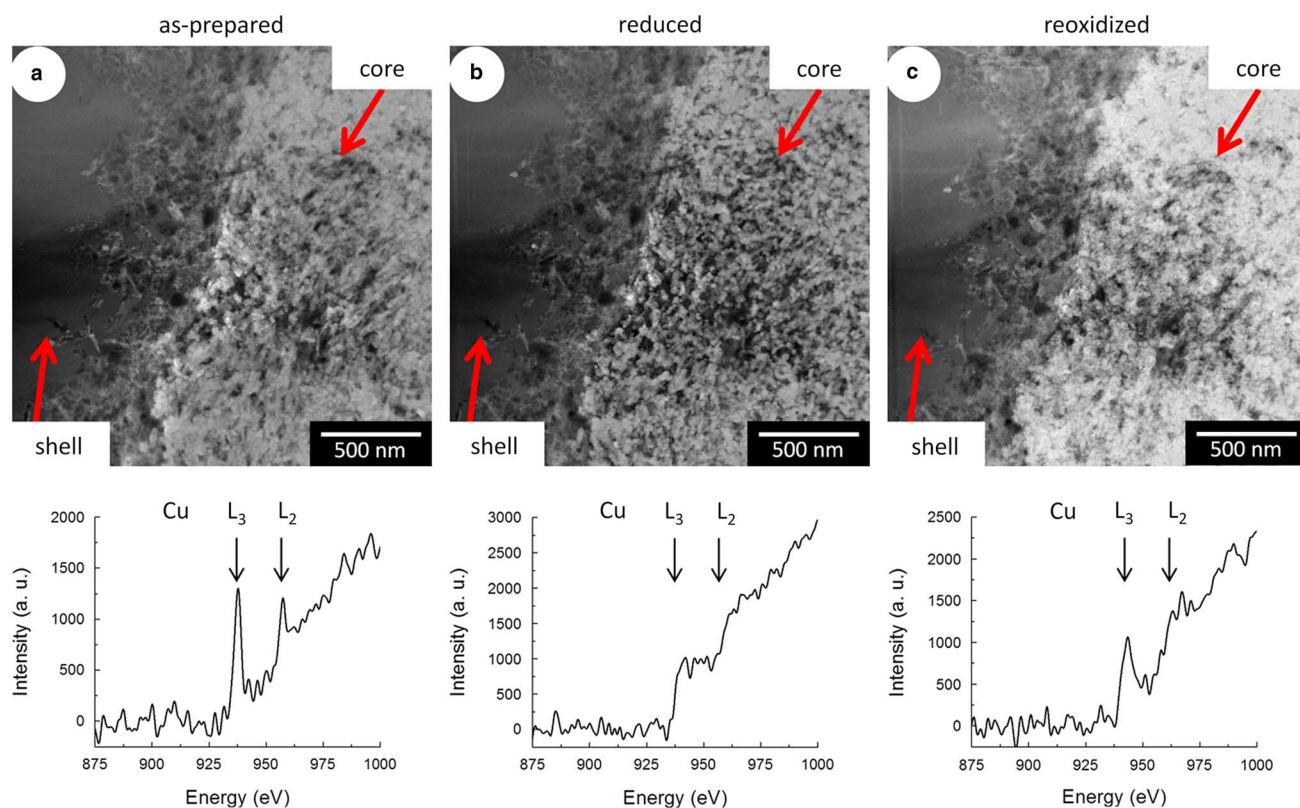 as-prepared
reduced
reoxidized
a
core
shell
500 nm
b
core
shell
500 nm
c
core
shell
500 nm
Cu L₃ L₂
2000
1500
1000
500
0
Intensity (a. u.)
875 900 925 950 975 1000
Energy (eV)
Cu L₃ L₂
3000
2500
2000
1500
1000
500
0
Intensity (a. u.)
875 900 925 950 975 1000
Energy (eV)
Cu L₃ L₂
2500
2000
1500
1000
500
0
Intensity (a. u.)
875 900 925 950 975 1000
Energy (eV)